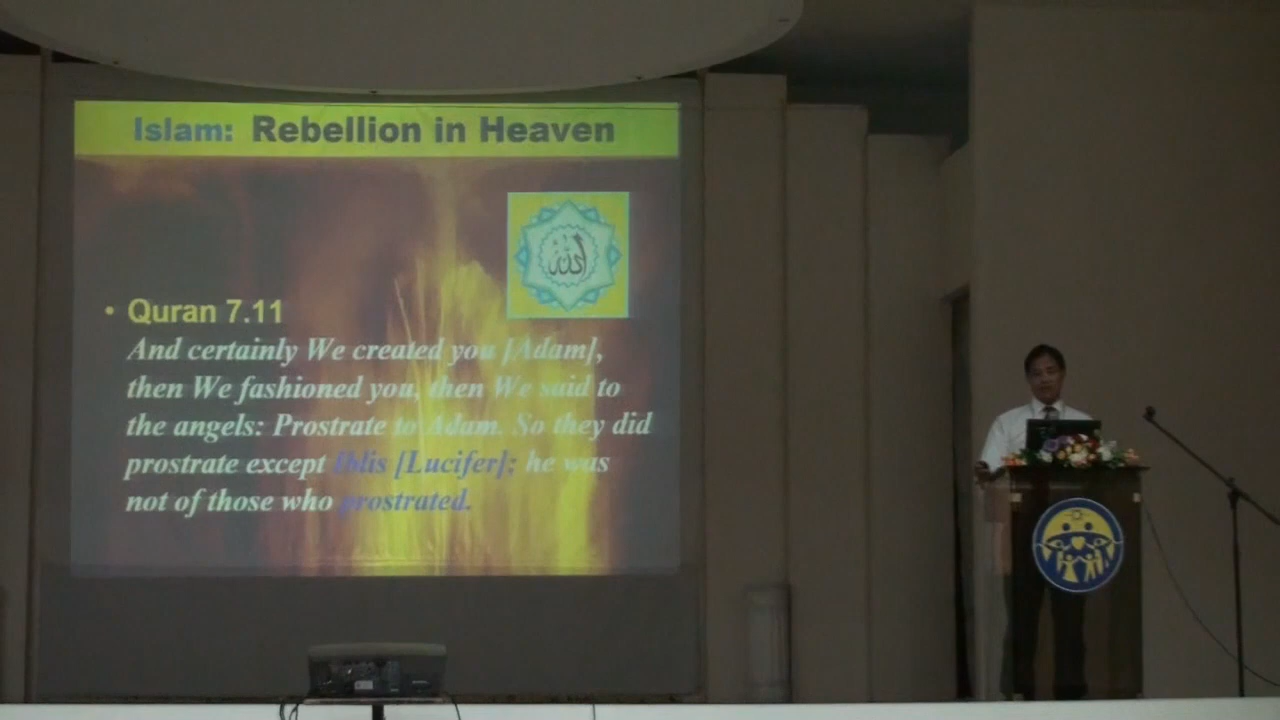 Islam: Rebellion in Heaven
الله
• Quran 7.11
And certainly We created you [Adam],
then We fashioned you, then We said to
the angels: Prostrate to Adam. So they did
prostrate except Iblis [Lucifer]; he was
not of those who prostrated.